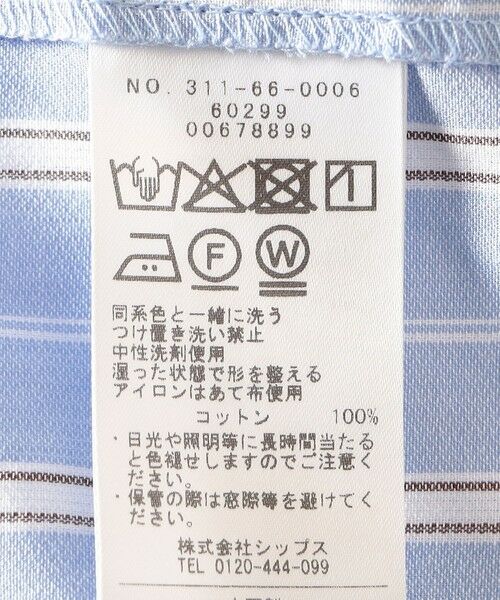 NO. 311-66-0006
60299
00678899
F W
同系色と一緒に洗う
つけ置き洗い禁止
中性洗剤使用
湿った状態で形を整える
アイロンはあて布使用
コットン 100%
・日光や照明等に長時間当たる
と色褪せしますのでご注意く
ださい。
・保管の際は窓際等を避けてく
ださい。
株式会社シップス
TEL 0120-444-099